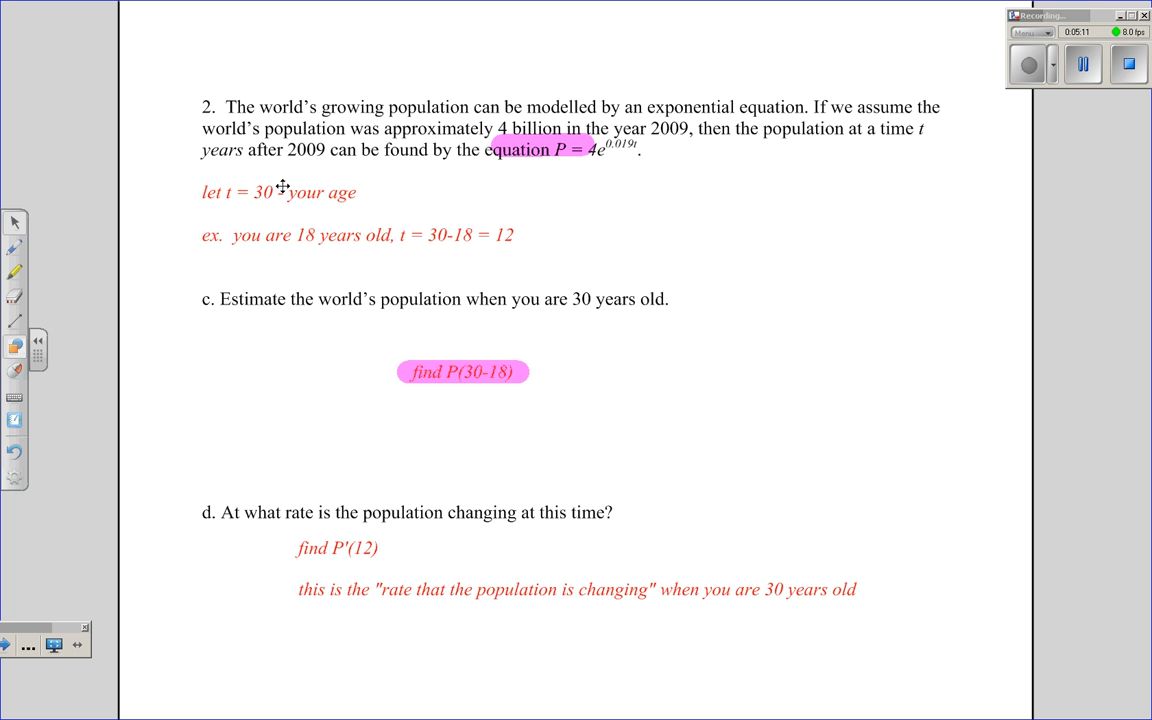 Recording...
Menu
0:05:11
8.0 fps
2. The world's growing population can be modelled by an exponential equation. If we assume the
world's population was approximately 4 billion in the year 2009, then the population at a time t
years after 2009 can be found by the equation P = 4e^0.019t.
let t = 30 - your age
ex. you are 18 years old, t = 30-18 = 12
c. Estimate the world's population when you are 30 years old.
find P(30-18)
d. At what rate is the population changing at this time?
find P'(12)
this is the "rate that the population is changing" when you are 30 years old
...